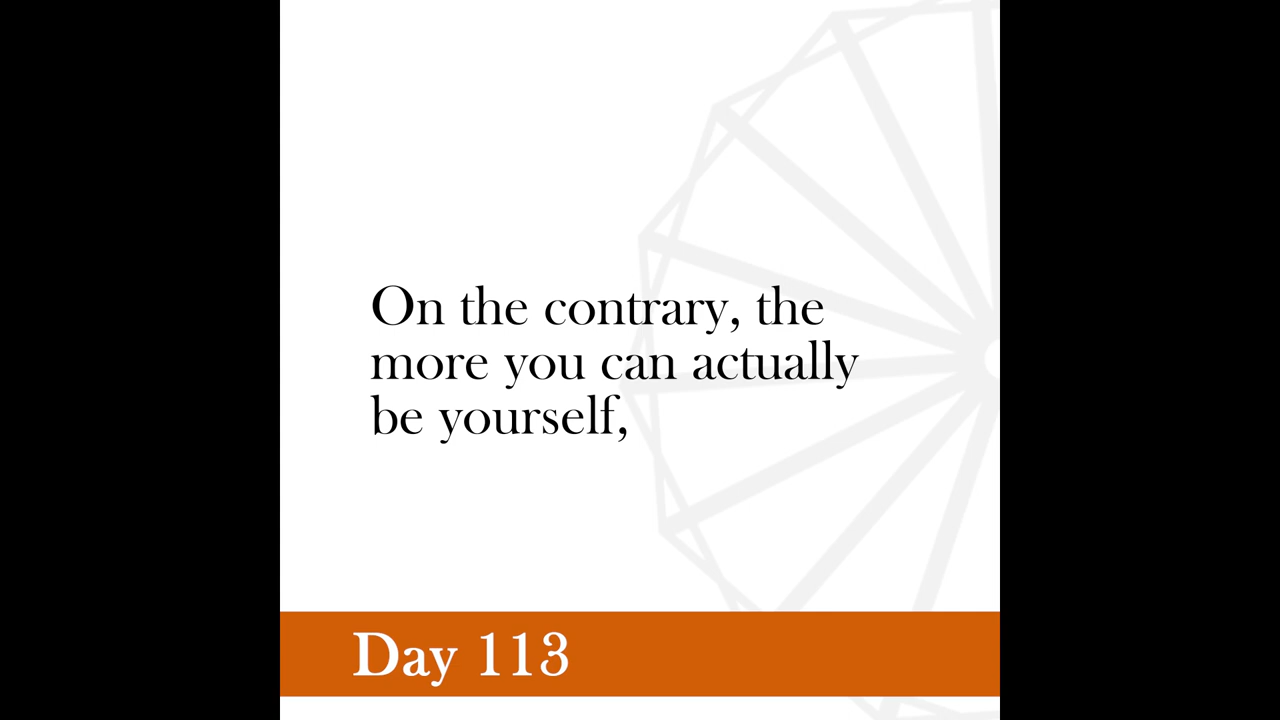 On the contrary, the
more you can actually
be yourself,
Day 113